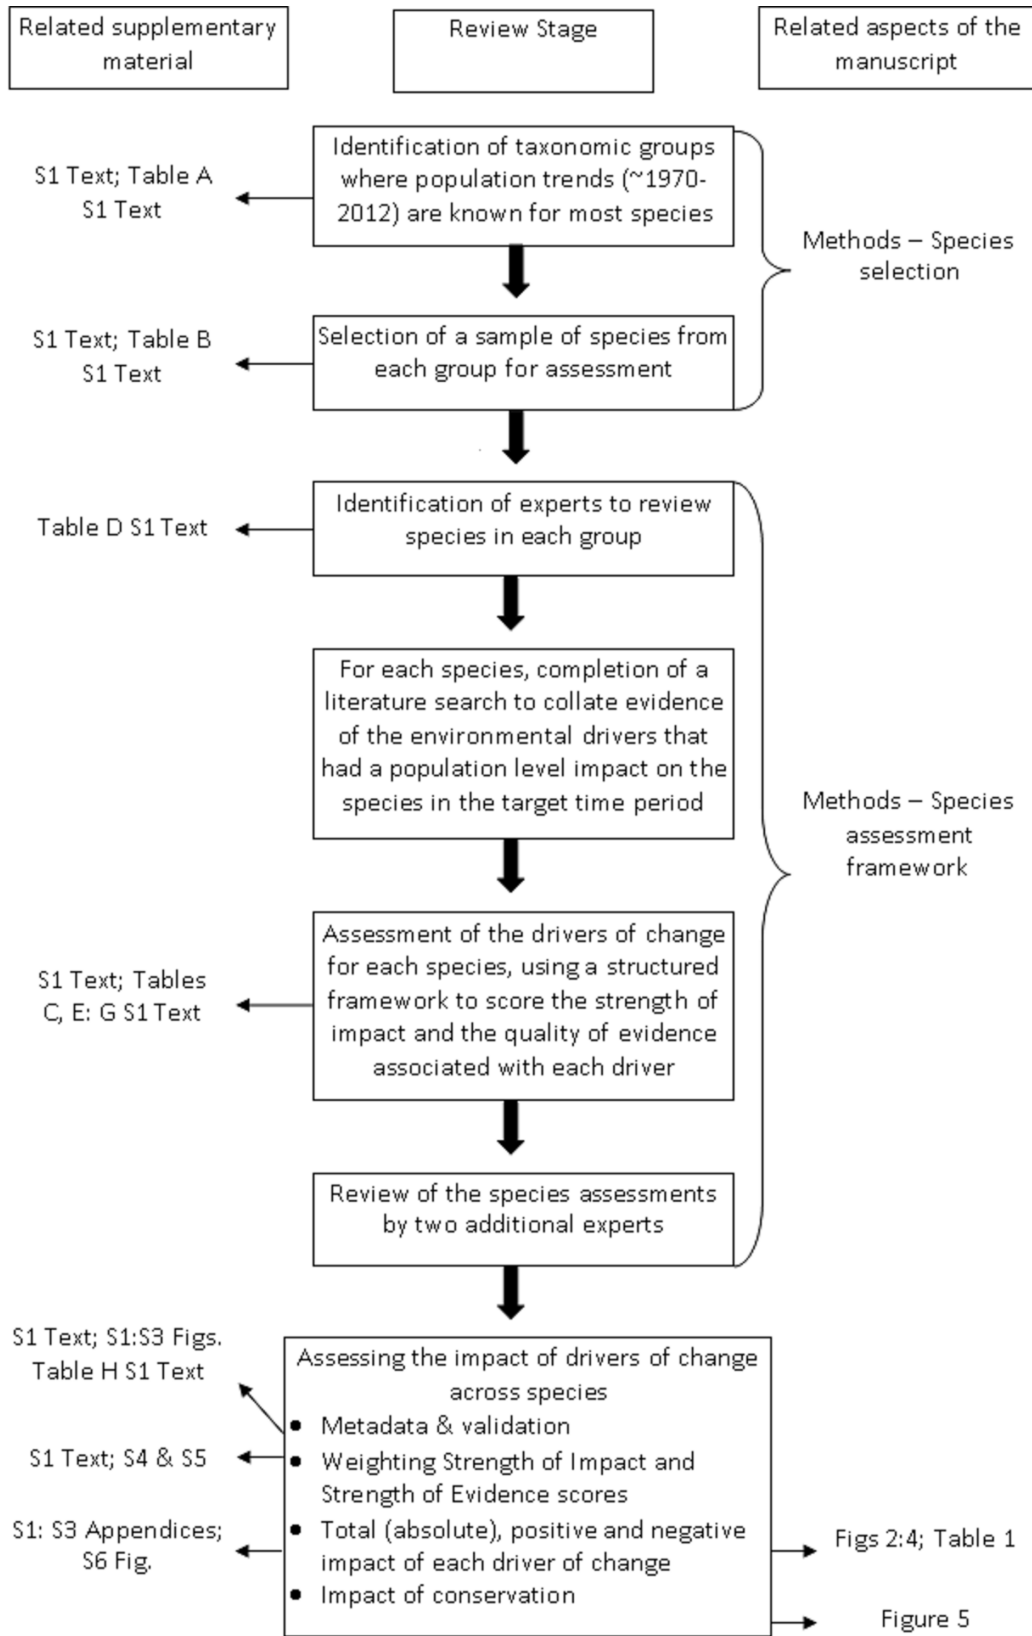 Related supplementary
material
Review Stage
Related aspects of the
manuscript
S1 Text; Table A
S1 Text
Identification of taxonomic groups
where population trends (~1970-
2012) are known for most species
Methods – Species
selection
S1 Text; Table B
S1 Text
Selection of a sample of species from
each group for assessment
Table D S1 Text
Identification of experts to review
species in each group
For each species, completion of a
literature search to collate evidence
of the environmental drivers that
had a population level impact on the
species in the target time period
Methods – Species
assessment
framework
S1 Text; Tables
C, E: G S1 Text
Assessment of the drivers of change
for each species, using a structured
framework to score the strength of
impact and the quality of evidence
associated with each driver
Review of the species assessments
by two additional experts
S1 Text; S1:S3 Figs.
Table H S1 Text
S1 Text; S4 & S5
S1: S3 Appendices;
S6 Fig.
Assessing the impact of drivers of change
across species
• Metadata & validation
• Weighting Strength of Impact and
Strength of Evidence scores
• Total (absolute), positive and negative
impact of each driver of change
• Impact of conservation
Figs 2:4; Table 1
Figure 5